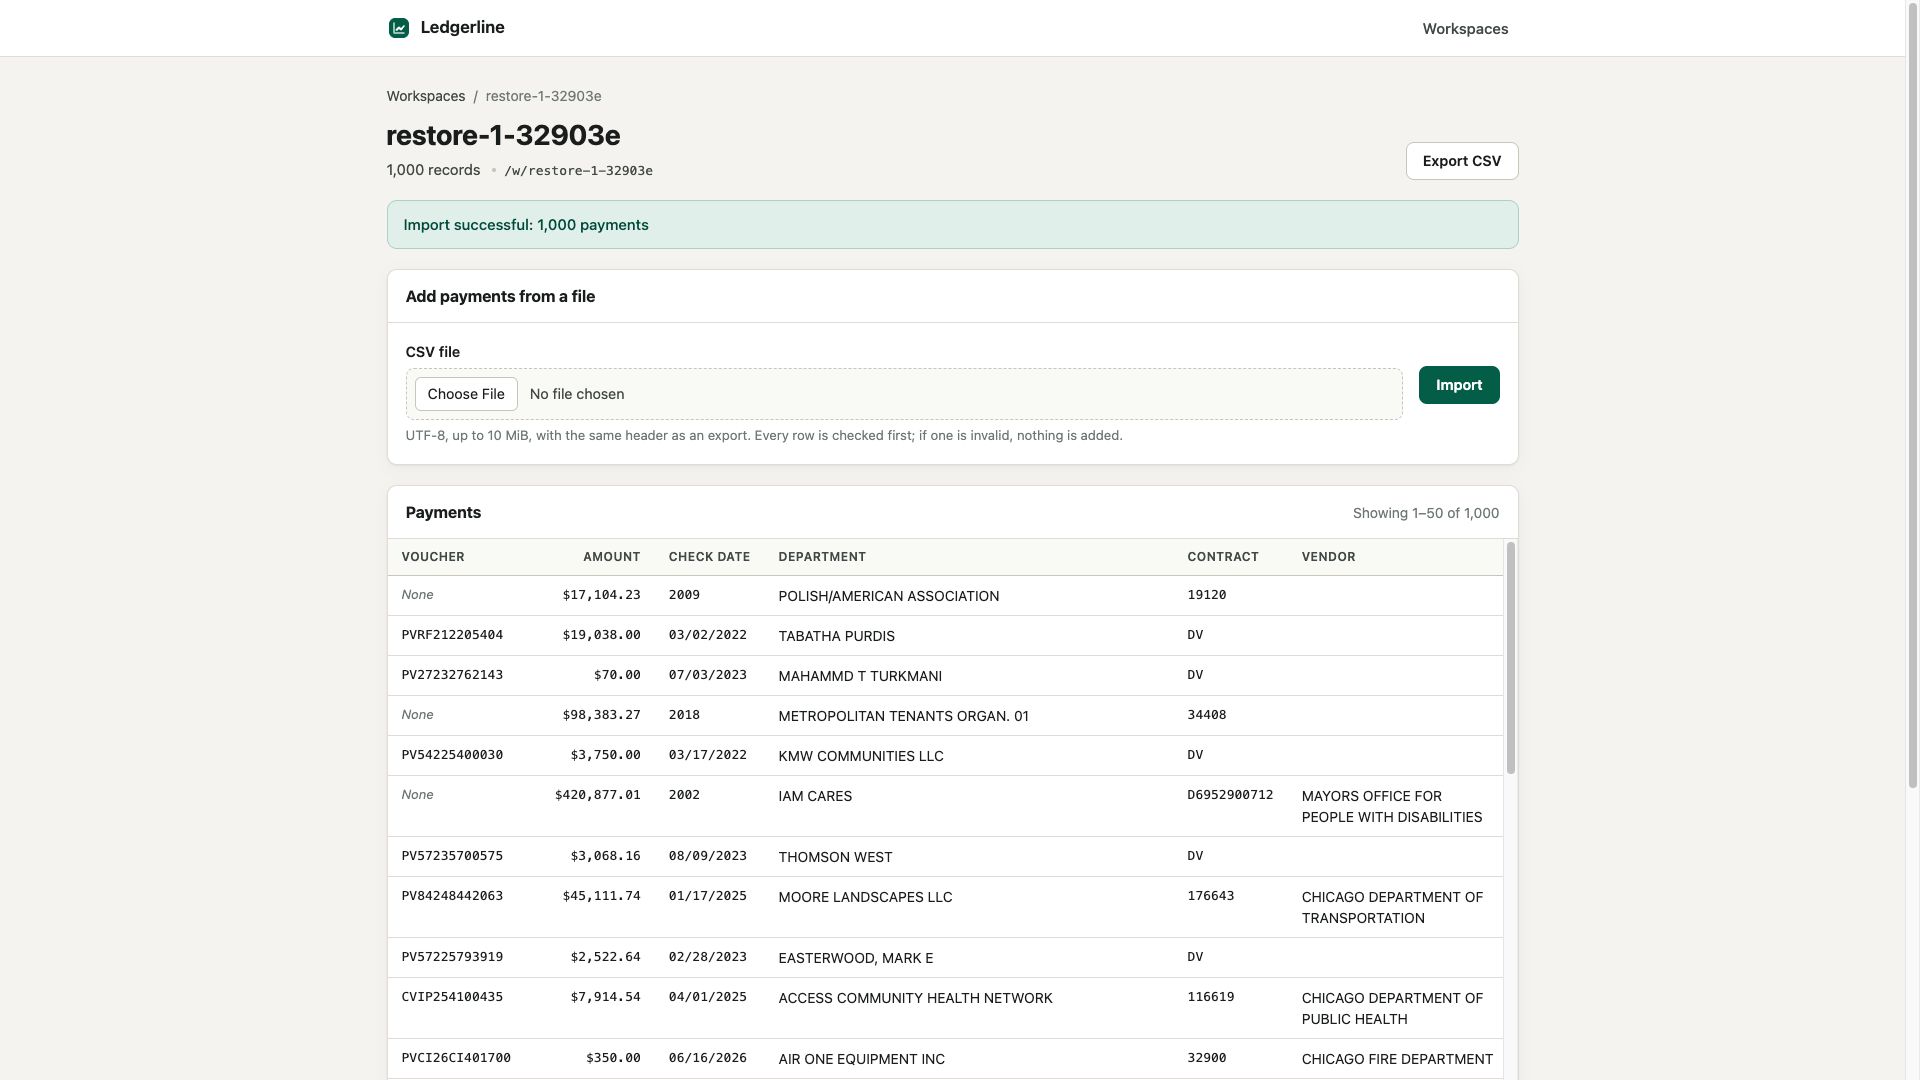 Ledgerline
Workspaces
Workspaces / restore-1-32903e
restore-1-32903e
1,000 records • /w/restore-1-32903e
Export CSV
Import successful: 1,000 payments
Add payments from a file
CSV file
Choose File No file chosen
Import
UTF-8, up to 10 MiB, with the same header as an export. Every row is checked first; if one is invalid, nothing is added.
Payments
Showing 1–50 of 1,000
VOUCHER AMOUNT CHECK DATE DEPARTMENT CONTRACT VENDOR
None $17,104.23 2009 POLISH/AMERICAN ASSOCIATION 19120
PVRF212205404 $19,038.00 03/02/2022 TABATHA PURDIS DV
PV27232762143 $70.00 07/03/2023 MAHAMMD T TURKMANI DV
None $98,383.27 2018 METROPOLITAN TENANTS ORGAN. 01 34408
PV54225400030 $3,750.00 03/17/2022 KMW COMMUNITIES LLC DV
None $420,877.01 2002 IAM CARES D6952900712 MAYORS OFFICE FOR
PEOPLE WITH DISABILITIES
PV57235700575 $3,068.16 08/09/2023 THOMSON WEST DV
PV84248442063 $45,111.74 01/17/2025 MOORE LANDSCAPES LLC 176643 CHICAGO DEPARTMENT OF
TRANSPORTATION
PV57225793919 $2,522.64 02/28/2023 EASTERWOOD, MARK E DV
CVIP254100435 $7,914.54 04/01/2025 ACCESS COMMUNITY HEALTH NETWORK 116619 CHICAGO DEPARTMENT OF
PUBLIC HEALTH
PVCI26CI401700 $350.00 06/16/2026 AIR ONE EQUIPMENT INC 32900 CHICAGO FIRE DEPARTMENT